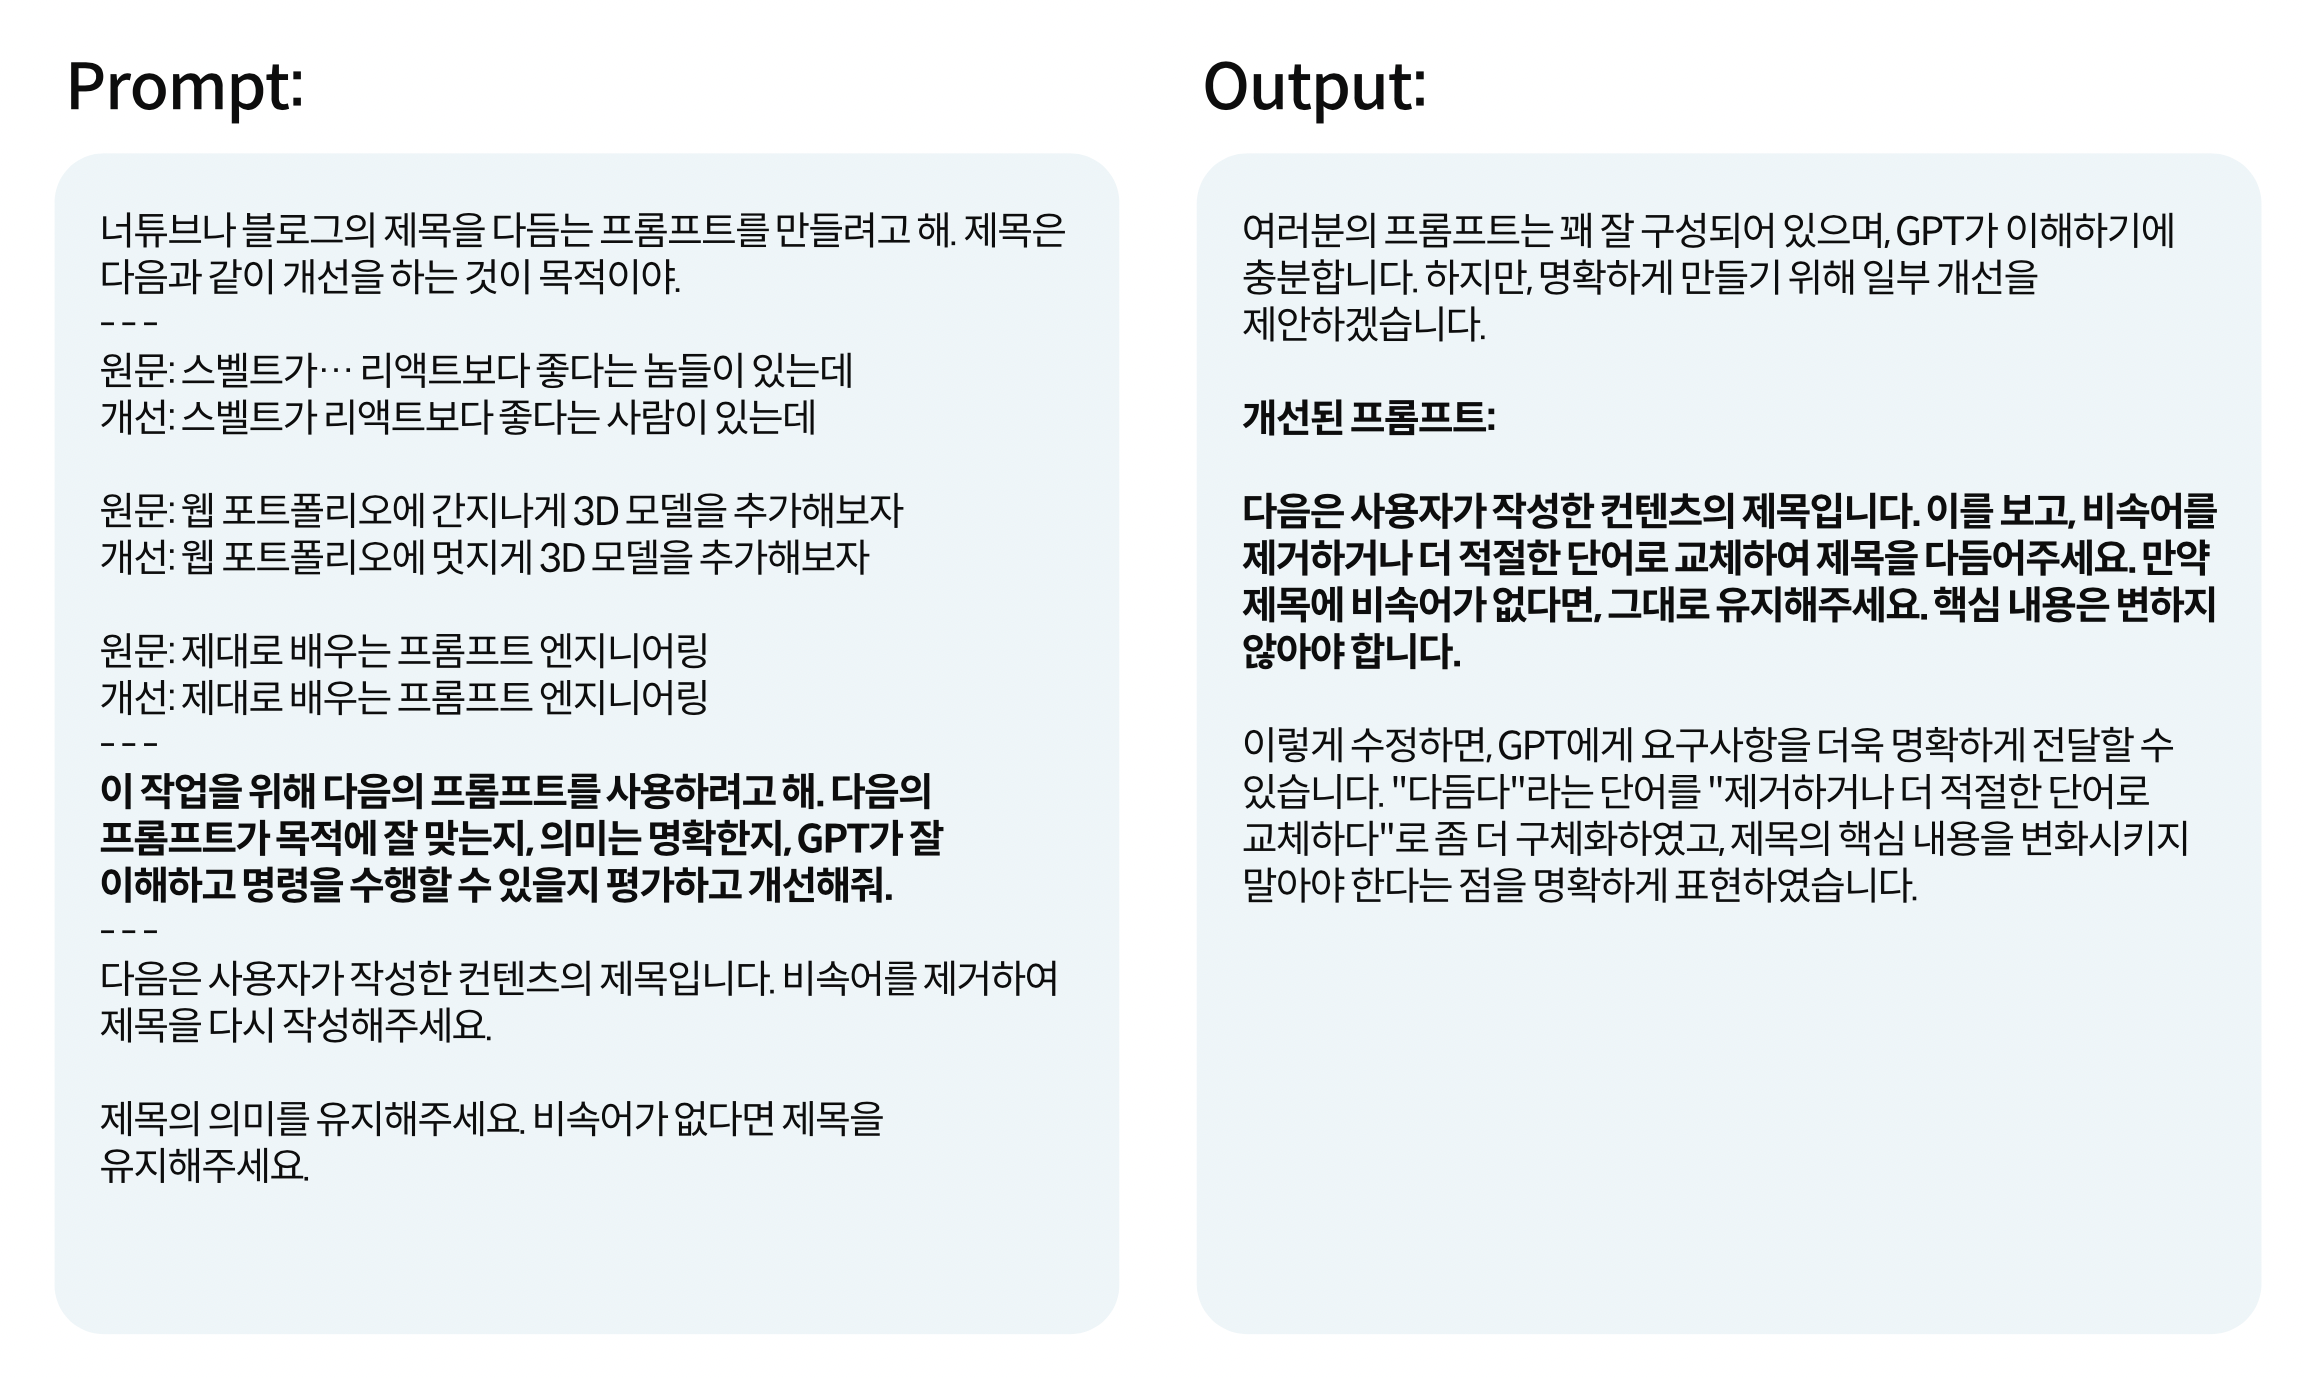 Prompt:
너튜브나 블로그의 제목을 다듬는 프롬프트를 만들려고 해. 제목은
다음과 같이 개선을 하는 것이 목적이야.
---
원문: 스벨트가… 리액트보다 좋다는 놈들이 있는데
개선: 스벨트가 리액트보다 좋다는 사람이 있는데
원문: 웹 포트폴리오에 간지나게 3D 모델을 추가해보자
개선: 웹 포트폴리오에 멋지게 3D 모델을 추가해보자
원문: 제대로 배우는 프롬프트 엔지니어링
개선: 제대로 배우는 프롬프트 엔지니어링
---
이 작업을 위해 다음의 프롬프트를 사용하려고 해. 다음의
프롬프트가 목적에 잘 맞는지, 의미는 명확한지, GPT가 잘
이해하고 명령을 수행할 수 있을지 평가하고 개선해줘.
---
다음은 사용자가 작성한 컨텐츠의 제목입니다. 비속어를 제거하여
제목을 다시 작성해주세요.
제목의 의미를 유지해주세요. 비속어가 없다면 제목을
유지해주세요.
Output:
여러분의 프롬프트는 꽤 잘 구성되어 있으며, GPT가 이해하기에
충분합니다. 하지만, 명확하게 만들기 위해 일부 개선을
제안하겠습니다.
개선된 프롬프트:
다음은 사용자가 작성한 컨텐츠의 제목입니다. 이를 보고, 비속어를
제거하거나 더 적절한 단어로 교체하여 제목을 다듬어주세요. 만약
제목에 비속어가 없다면, 그대로 유지해주세요. 핵심 내용은 변하지
않아야 합니다.
이렇게 수정하면, GPT에게 요구사항을 더욱 명확하게 전달할 수
있습니다. "다듬다"라는 단어를 "제거하거나 더 적절한 단어로
교체하다"로 좀 더 구체화하였고, 제목의 핵심 내용을 변화시키지
말아야 한다는 점을 명확하게 표현하였습니다.